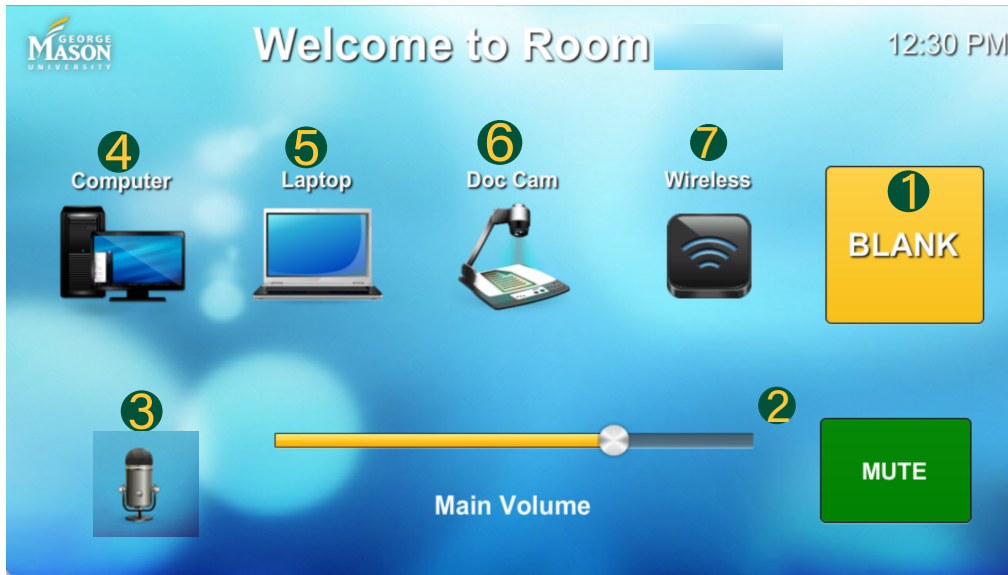 GEORGE
MASON
UNIVERSITY
Welcome to Room
12:30 PM
4
5
6
7
Computer
Laptop
Doc Cam
Wireless
1
BLANK
3
2
MUTE
Main Volume